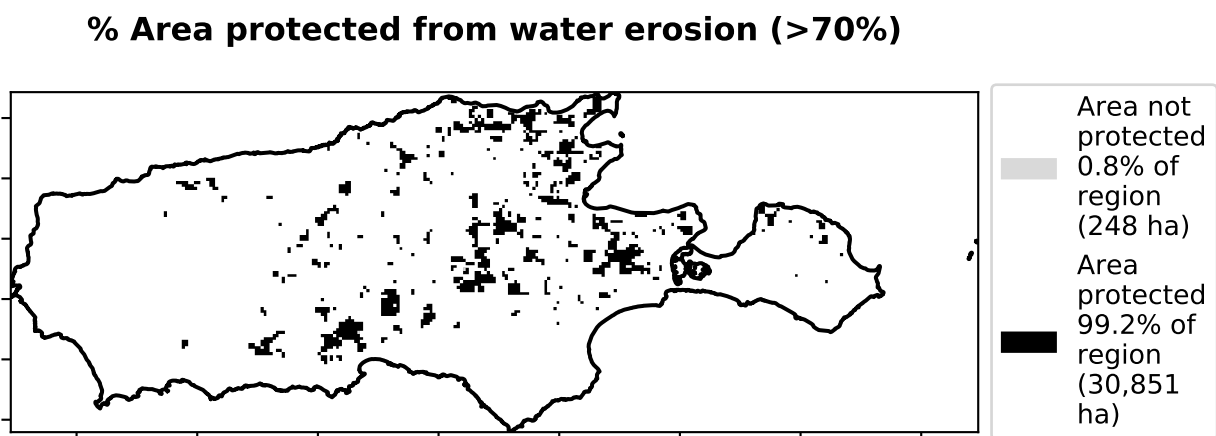 % Area protected from water erosion (>70%)
Area not
protected
0.8% of
region
(248 ha)
Area
protected
99.2% of
region
(30,851
ha)